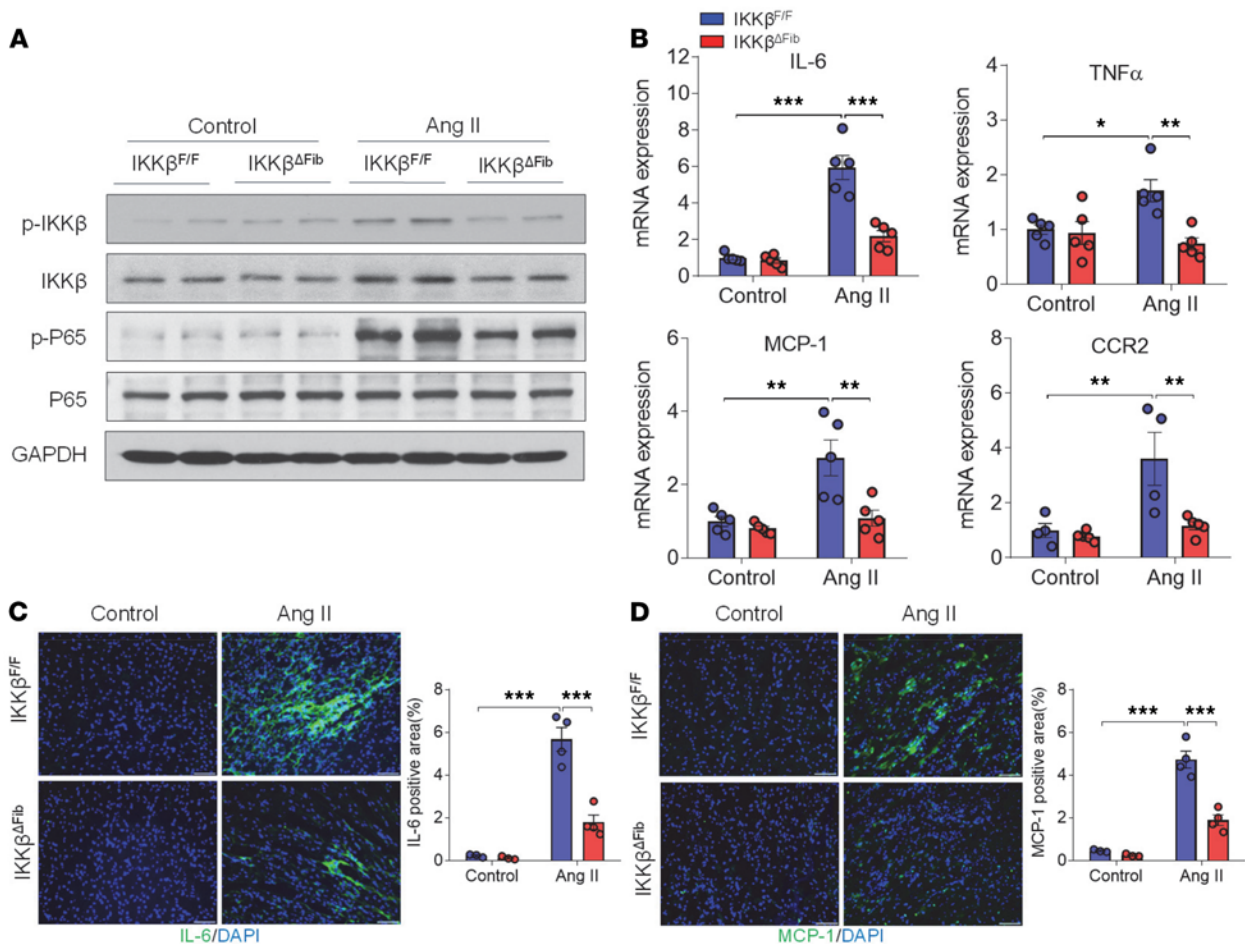 A
Control
Ang II
IKKβF/F
IKKβΔFib
IKKβF/F
IKKβΔFib
p-IKKβ
IKKβ
p-P65
P65
GAPDH
B
IKKβF/F
IKKβΔFib
IL-6
mRNA expression
12
9
6
4
2
0
***
***
Control
Ang II
TNFα
mRNA expression
4
3
2
1
0
*
**
Control
Ang II
MCP-1
mRNA expression
6
4
2
0
**
**
Control
Ang II
CCR2
mRNA expression
8
6
4
2
0
**
**
Control
Ang II
C
Control
Ang II
IKKβF/F
IKKβΔFib
IL-6/DAPI
IL-6 positive area(%)
8
6
4
2
0
***
***
Control
Ang II
D
Control
Ang II
IKKβF/F
IKKβΔFib
MCP-1/DAPI
MCP-1 positive area(%)
8
6
4
2
0
***
***
Control
Ang II